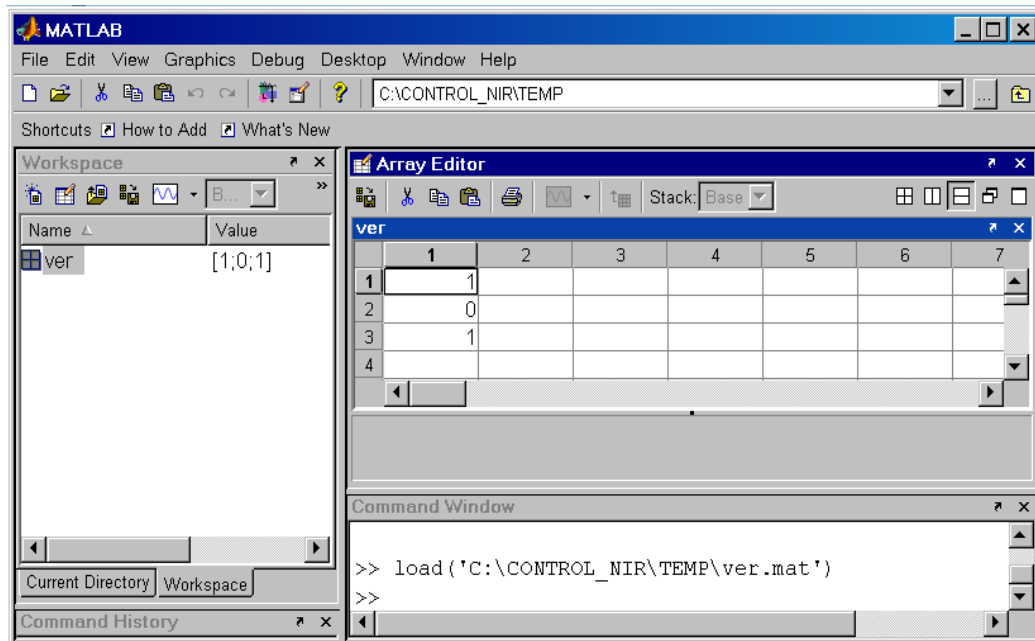 MATLAB
File Edit View Graphics Debug Desktop Window Help
? C:\CONTROL_NIR\TEMP ...
Shortcuts How to Add What's New
Workspace
B... »
Name Value
ver [1;0;1]
Current Directory Workspace
Command History
Array Editor
Stack: Base
ver
1 2 3 4 5 6 7
1 1
2 0
3 1
4
Command Window
>> load('C:\CONTROL_NIR\TEMP\ver.mat')
>>